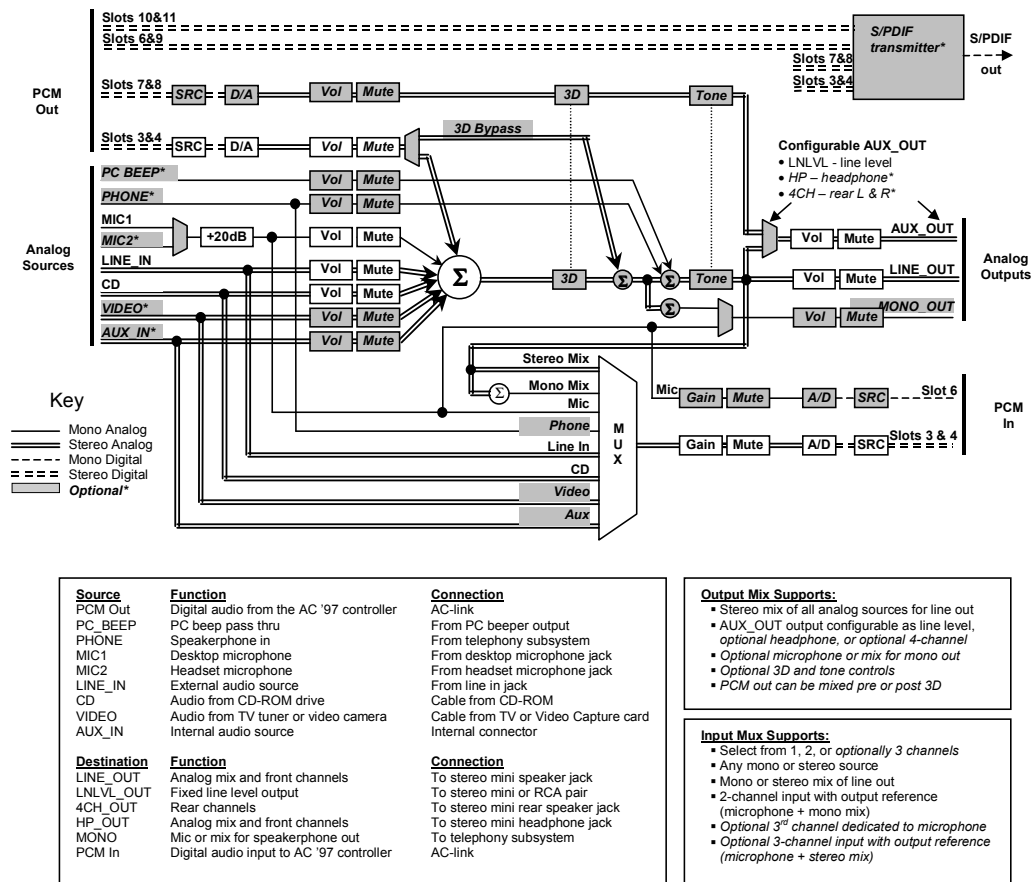 Slots 10&11
Slots 6&9
S/PDIF transmitter*
S/PDIF out
Slots 7&8
Slots 3&4
PCM Out
Slots 7&8 SRC D/A Vol Mute 3D Tone
Slots 3&4 SRC D/A Vol Mute 3D Bypass
Configurable AUX_OUT
• LNLVL - line level
• HP – headphone*
• 4CH – rear L & R*
Analog Sources
PC BEEP* Vol Mute
PHONE* Vol Mute
MIC1
MIC2*
+20dB Vol Mute
LINE_IN Vol Mute
CD Vol Mute
VIDEO* Vol Mute
AUX_IN* Vol Mute
Σ 3D Σ Σ Tone
Σ
Vol Mute AUX_OUT
Vol Mute LINE_OUT
Vol Mute MONO_OUT
Analog Outputs
Stereo Mix
Σ Mono Mix
Mic
Phone
Line In
CD
Video
Aux
MUX
Mic Gain Mute A/D SRC Slot 6
Gain Mute A/D SRC Slots 3 & 4
PCM In
Key
Mono Analog
Stereo Analog
Mono Digital
Stereo Digital
Optional*
Source Function Connection
PCM Out Digital audio from the AC '97 controller AC-link
PC_BEEP PC beep pass thru From PC beeper output
PHONE Speakerphone in From telephony subsystem
MIC1 Desktop microphone From desktop microphone jack
MIC2 Headset microphone From headset microphone jack
LINE_IN External audio source From line in jack
CD Audio from CD-ROM drive Cable from CD-ROM
VIDEO Audio from TV tuner or video camera Cable from TV or Video Capture card
AUX_IN Internal audio source Internal connector
Destination Function Connection
LINE_OUT Analog mix and front channels To stereo mini speaker jack
LNLVL_OUT Fixed line level output To stereo mini or RCA pair
4CH_OUT Rear channels To stereo mini rear speaker jack
HP_OUT Analog mix and front channels To stereo mini headphone jack
MONO Mic or mix for speakerphone out To telephony subsystem
PCM In Digital audio input to AC '97 controller AC-link
Output Mix Supports:
▪ Stereo mix of all analog sources for line out
▪ AUX_OUT output configurable as line level,
optional headphone, or optional 4-channel
▪ Optional microphone or mix for mono out
▪ Optional 3D and tone controls
▪ PCM out can be mixed pre or post 3D
Input Mux Supports:
▪ Select from 1, 2, or optionally 3 channels
▪ Any mono or stereo source
▪ Mono or stereo mix of line out
▪ 2-channel input with output reference
(microphone + mono mix)
▪ Optional 3rd channel dedicated to microphone
▪ Optional 3-channel input with output reference
(microphone + stereo mix)